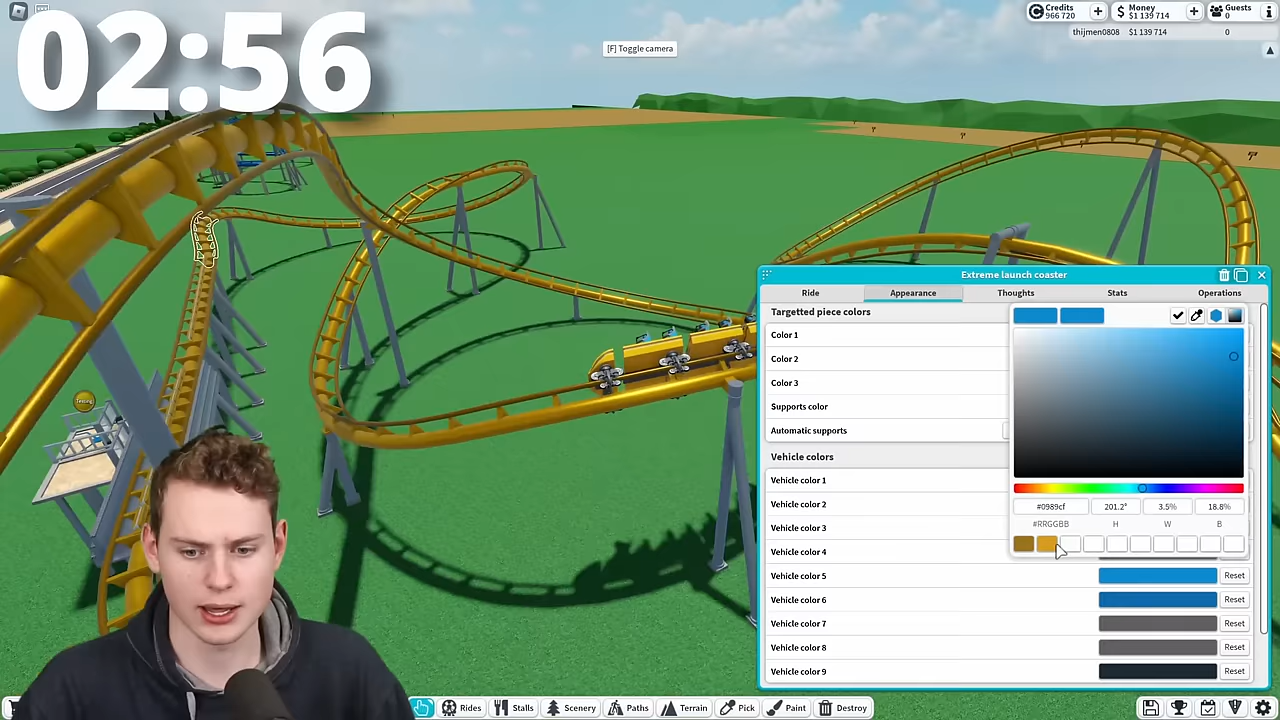 02:56
[F] Toggle camera
Credits
966 720
Money
$1 139 714
Guests
0
thijmen0808 $1 139 714 0
Testing
Extreme launch coaster
Ride Appearance Thoughts Stats Operations
Targetted piece colors
Color 1
Color 2
Color 3
Supports color
Automatic supports
Vehicle colors
Vehicle color 1
Vehicle color 2
Vehicle color 3
Vehicle color 4
Vehicle color 5 Reset
Vehicle color 6 Reset
Vehicle color 7 Reset
Vehicle color 8 Reset
Vehicle color 9 Reset
#0989cf 201.2° 3.5% 18.8%
#RRGGBB H W B
Rides Stalls Scenery Paths Terrain Pick Paint Destroy